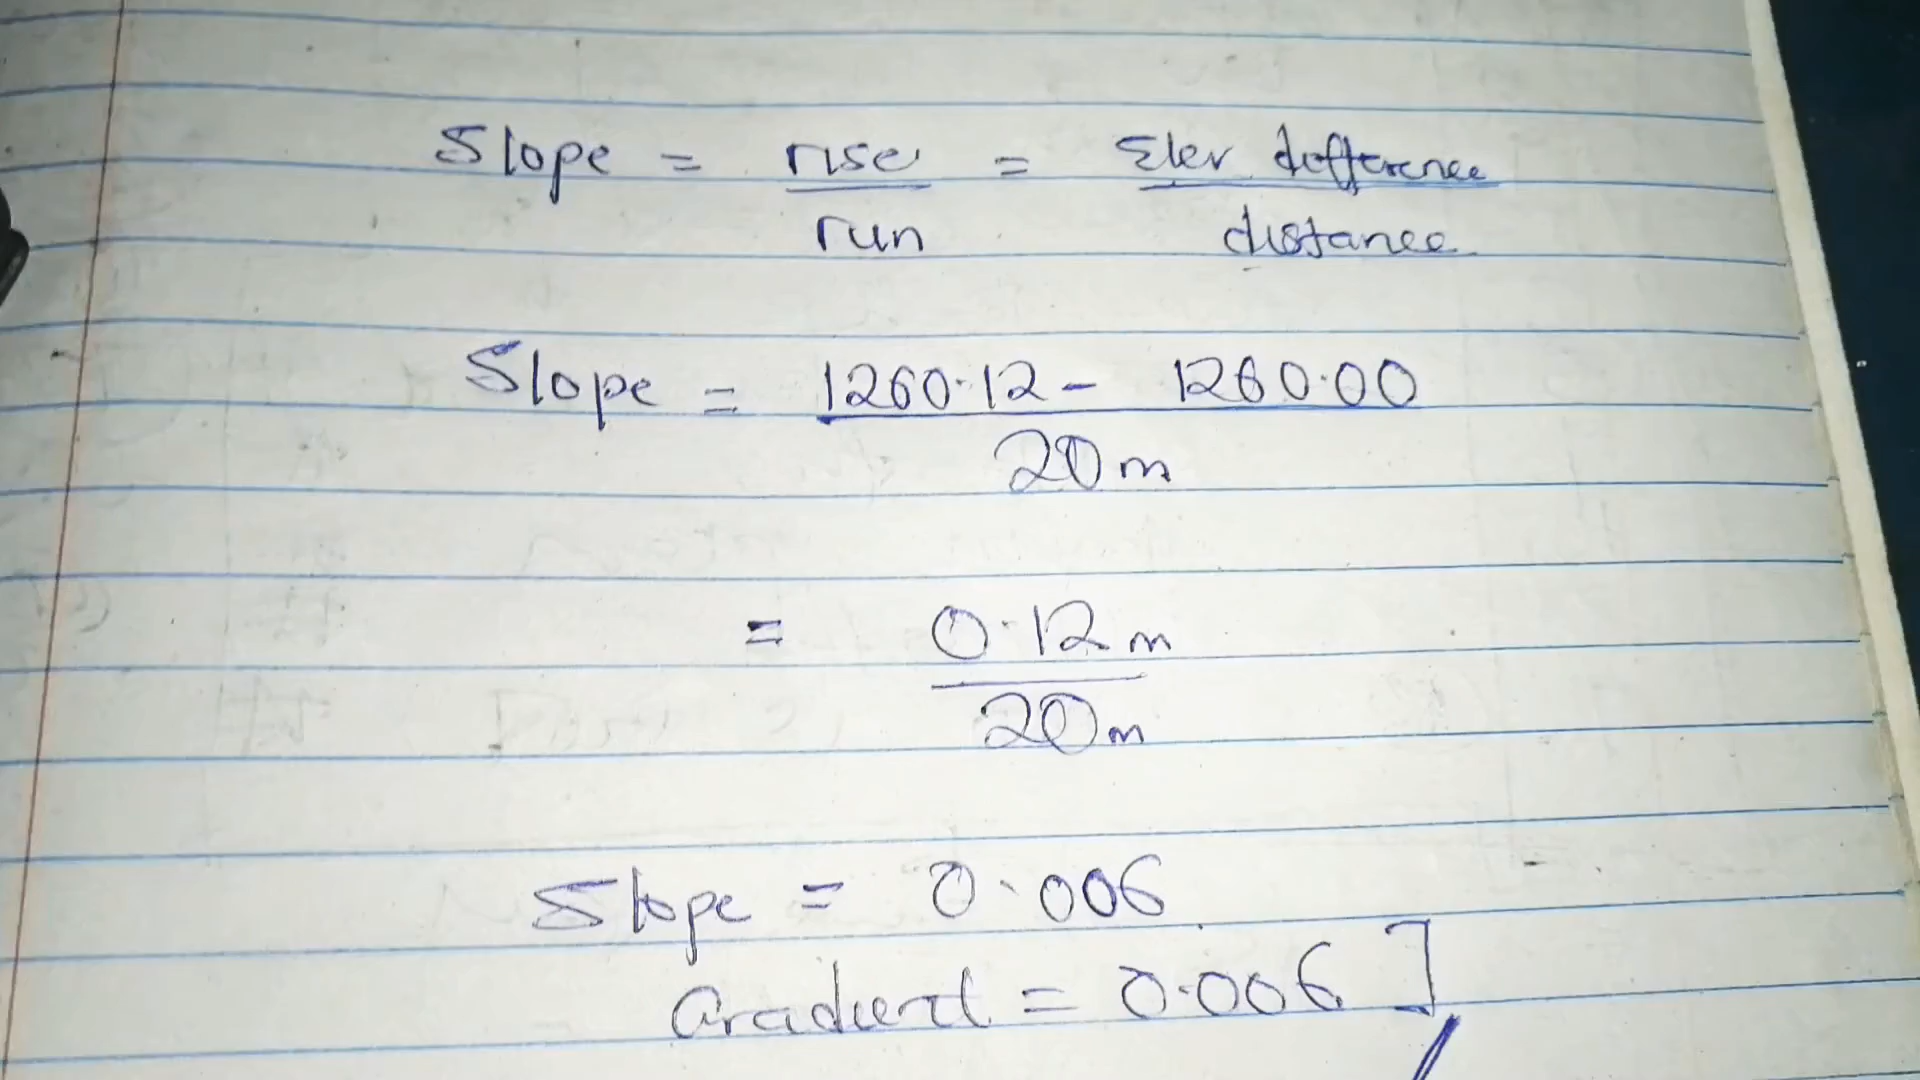 Slope = rise = Elev difference
run distance
Slope = 1260.12 - 1260.00
20m
= 0.12m
20m
Slope = 0.006
Gradient = 0.006 ]